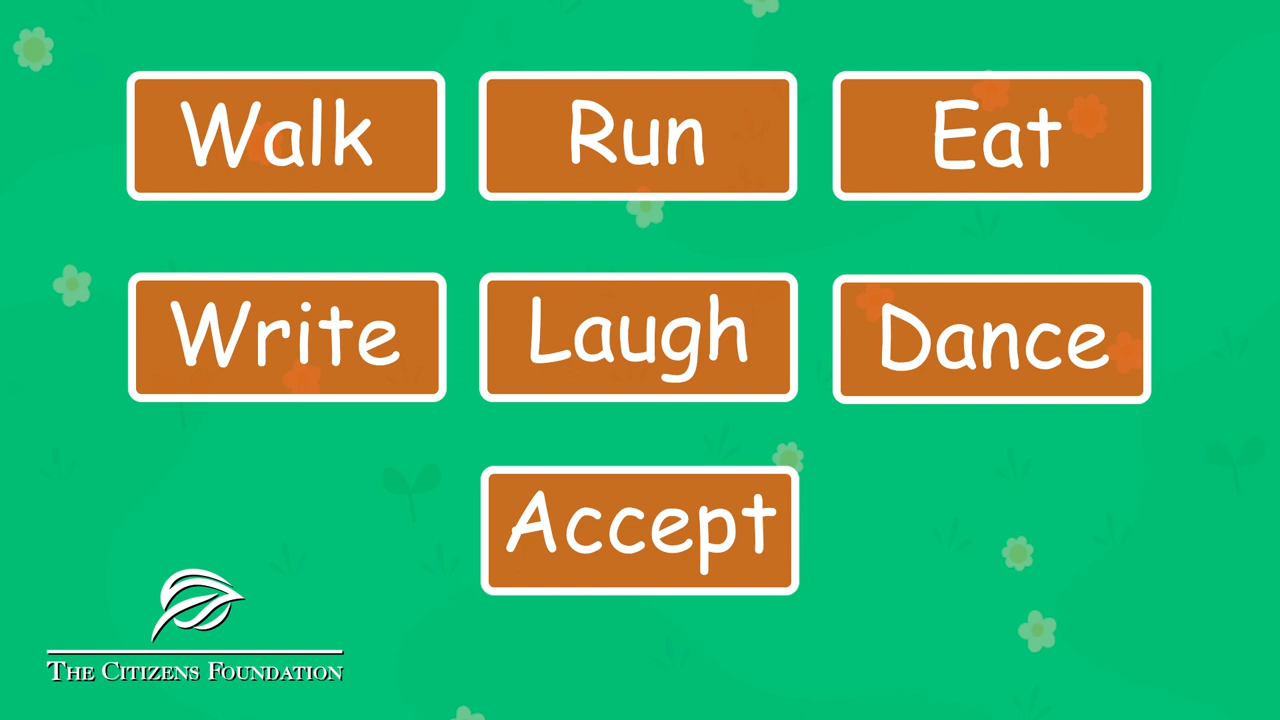 Walk
Run
Eat
Write
Laugh
Dance
Accept
THE CITIZENS FOUNDATION